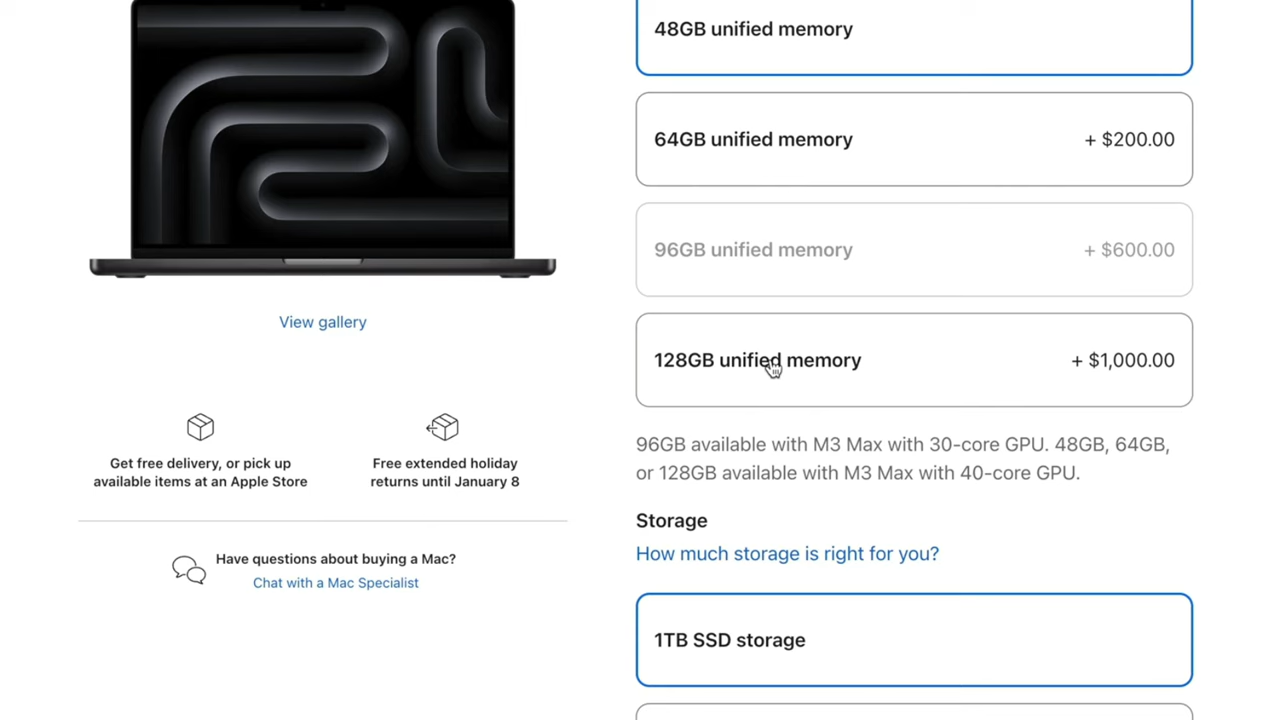 48GB unified memory
64GB unified memory + $200.00
96GB unified memory + $600.00
128GB unified memory + $1,000.00
96GB available with M3 Max with 30-core GPU. 48GB, 64GB,
or 128GB available with M3 Max with 40-core GPU.
Storage
How much storage is right for you?
1TB SSD storage
View gallery
Get free delivery, or pick up
available items at an Apple Store
Free extended holiday
returns until January 8
Have questions about buying a Mac?
Chat with a Mac Specialist